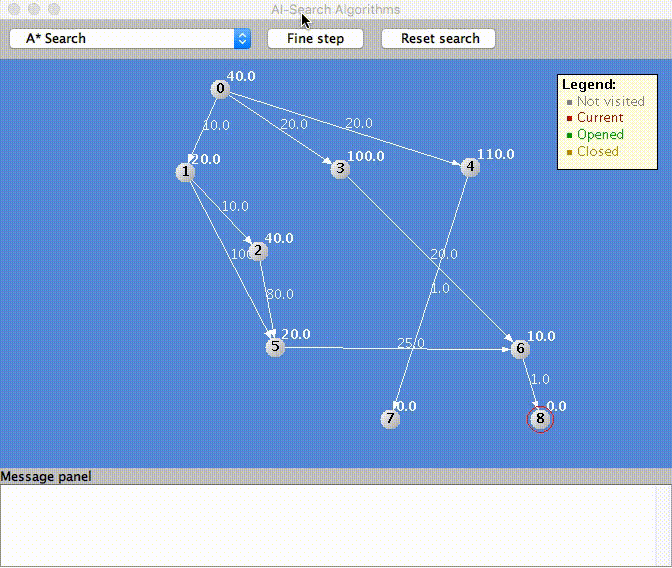 AI-Search Algorithms
A* Search
Fine step
Reset search
Legend:
Not visited
Current
Opened
Closed
0
40.0
10.0
20.0
20.0
1
20.0
3
100.0
4
110.0
10.0
2
40.0
100
20.0
80.0
1.0
5
20.0
25.0
6
10.0
1.0
7
0.0
8
0.0
Message panel